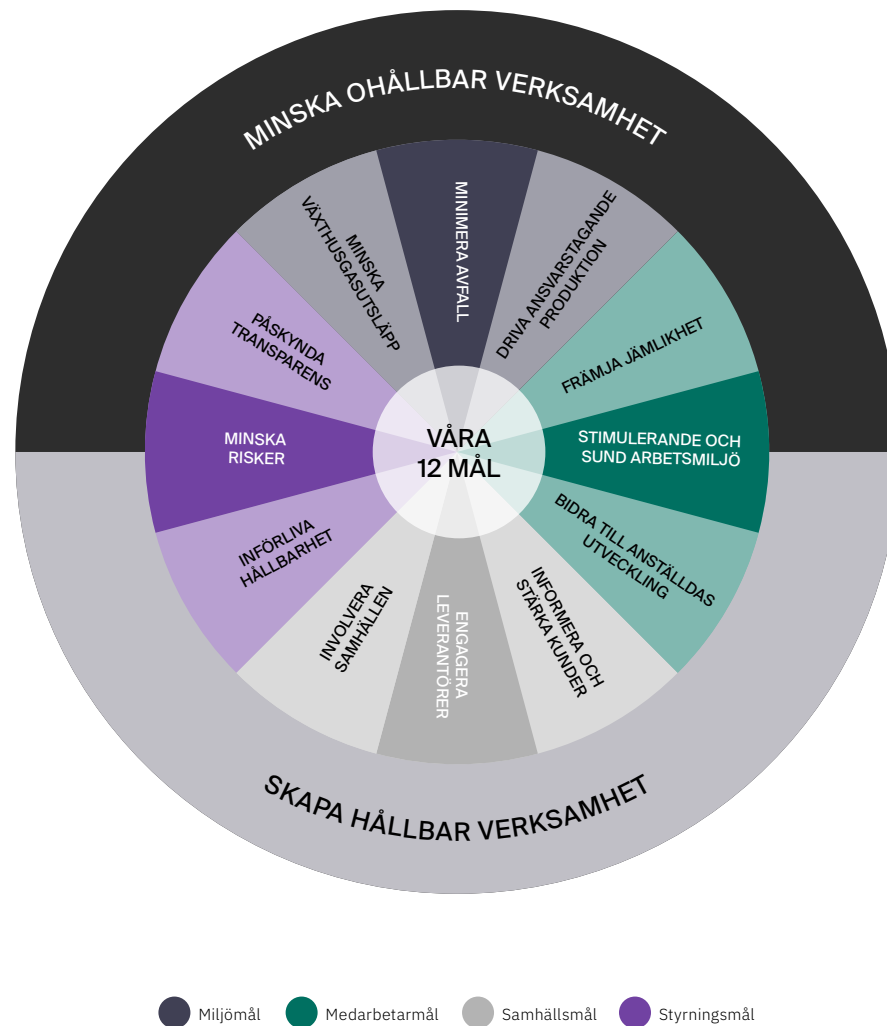 MINSKA OHÅLLBAR VERKSAMHET
MINIMERA AVFALL
DRIVA ANSVARSTAGANDE
PRODUKTION
FRÄMJA JÄMLIKHET
STIMULERANDE OCH
SUND ARBETSMILJÖ
BIDRA TILL ANSTÄLLDAS
UTVECKLING
INFORMERA OCH
STÄRKA KUNDER
ENGAGERA
LEVERANTÖRER
INVOLVERA
SAMHÄLLEN
INFÖRLIVA
HÅLLBARHET
MINSKA
RISKER
PÅSKYNDA
TRANSPARENS
MINSKA
VÄXTHUSGASUTSLÄPP
VÅRA
12 MÅL
SKAPA HÅLLBAR VERKSAMHET
Miljömål
Medarbetarmål
Samhällsmål
Styrningsmål